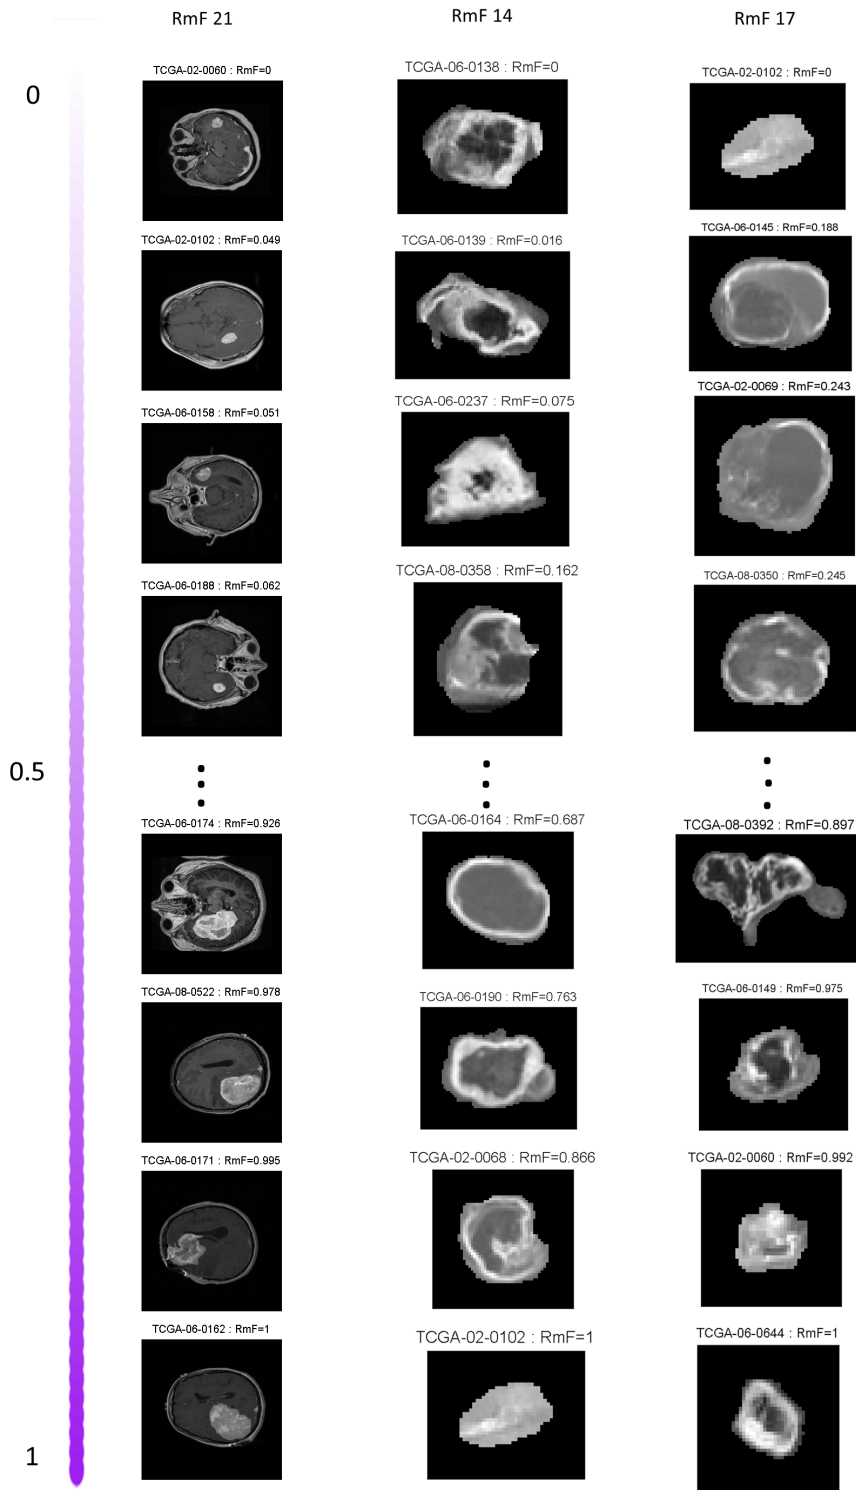 RmF 21
RmF 14
RmF 17
0
TCGA-02-0060 : RmF=0
TCGA-06-0138 : RmF=0
TCGA-02-0102 : RmF=0
TCGA-02-0102 : RmF=0.049
TCGA-06-0139 : RmF=0.016
TCGA-06-0145 : RmF=0.188
TCGA-06-0158 : RmF=0.051
TCGA-06-0237 : RmF=0.075
TCGA-02-0069 : RmF=0.243
TCGA-06-0188 : RmF=0.062
TCGA-08-0358 : RmF=0.162
TCGA-08-0350 : RmF=0.245
0.5
TCGA-06-0174 : RmF=0.926
TCGA-06-0164 : RmF=0.687
TCGA-08-0392 : RmF=0.897
TCGA-08-0522 : RmF=0.978
TCGA-06-0190 : RmF=0.763
TCGA-06-0149 : RmF=0.975
TCGA-06-0171 : RmF=0.995
TCGA-02-0068 : RmF=0.866
TCGA-02-0060 : RmF=0.992
TCGA-06-0162 : RmF=1
TCGA-02-0102 : RmF=1
TCGA-06-0644 : RmF=1
1